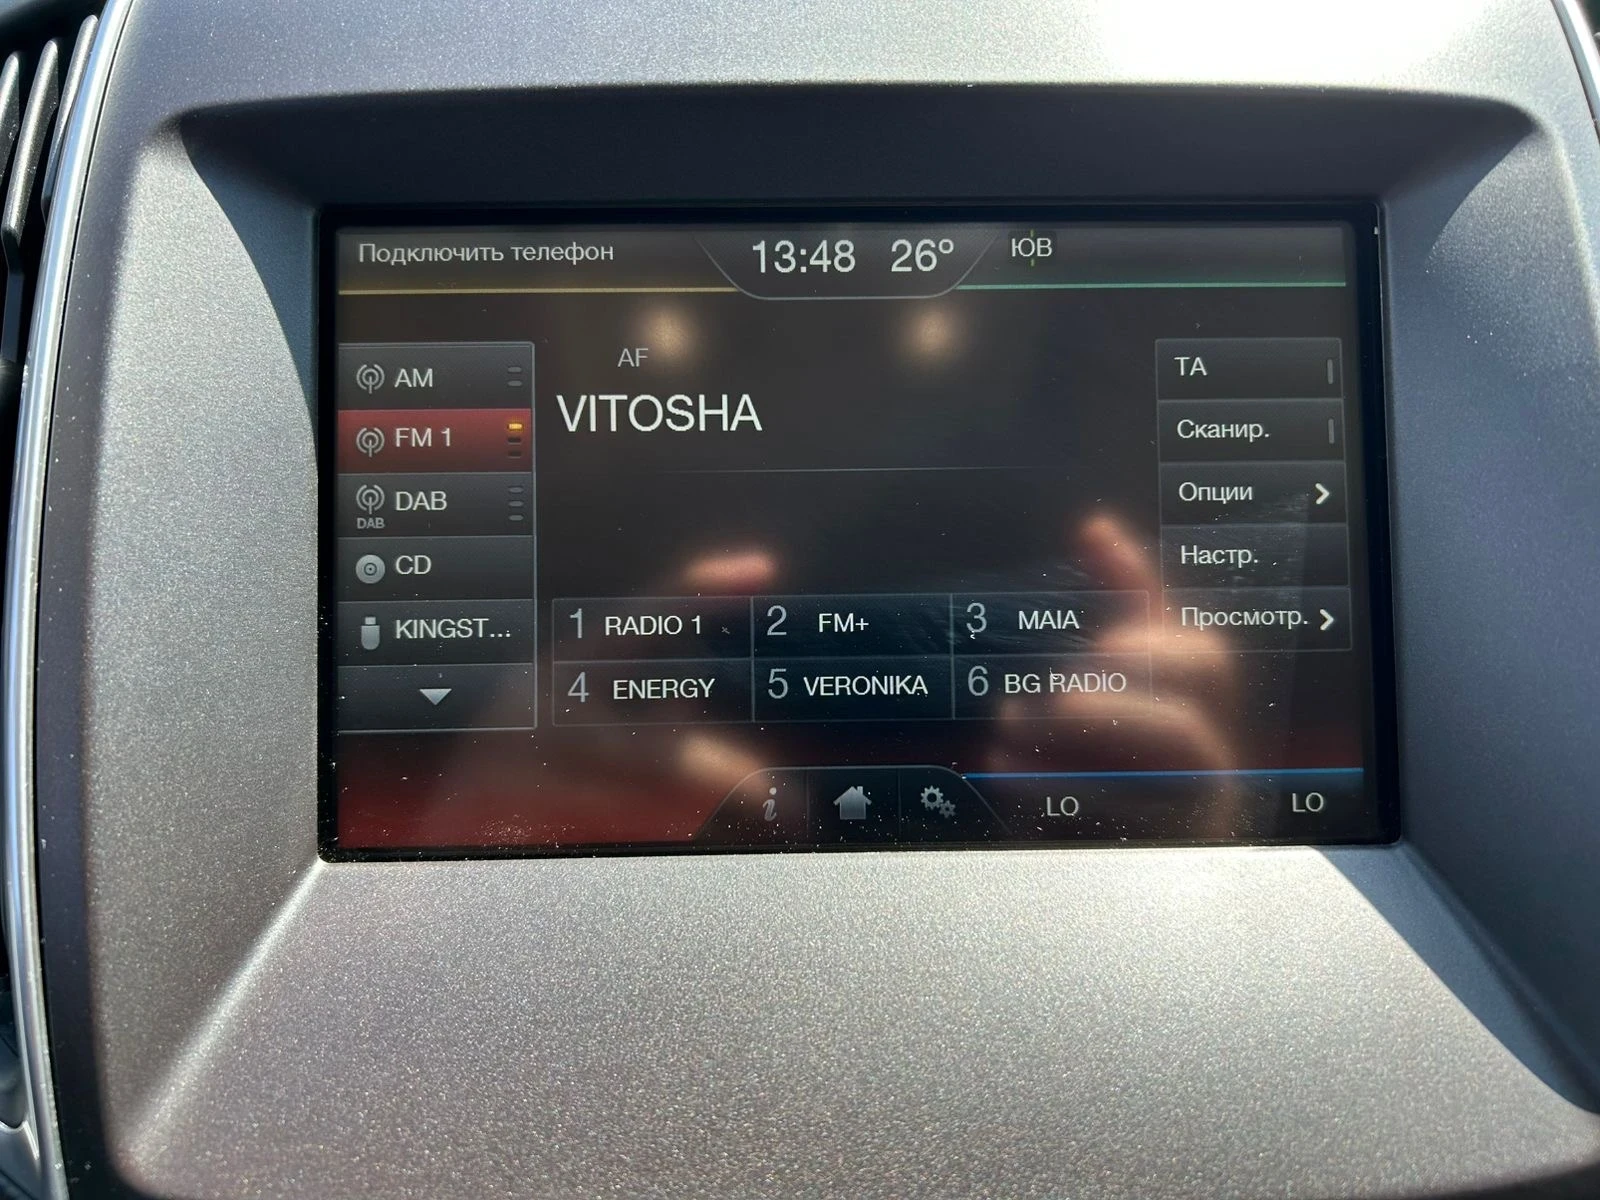 Подключить телефон
13:48 26°
ЮВ
AM
FM 1
DAB
DAB
CD
KINGST...
AF
VITOSHA
TA
Сканир.
Опции
Настр.
Просмотр.
1 RADIO 1
2 FM+
3 MAIA
4 ENERGY
5 VERONIKA
6 BG RADIO
i
LO
LO